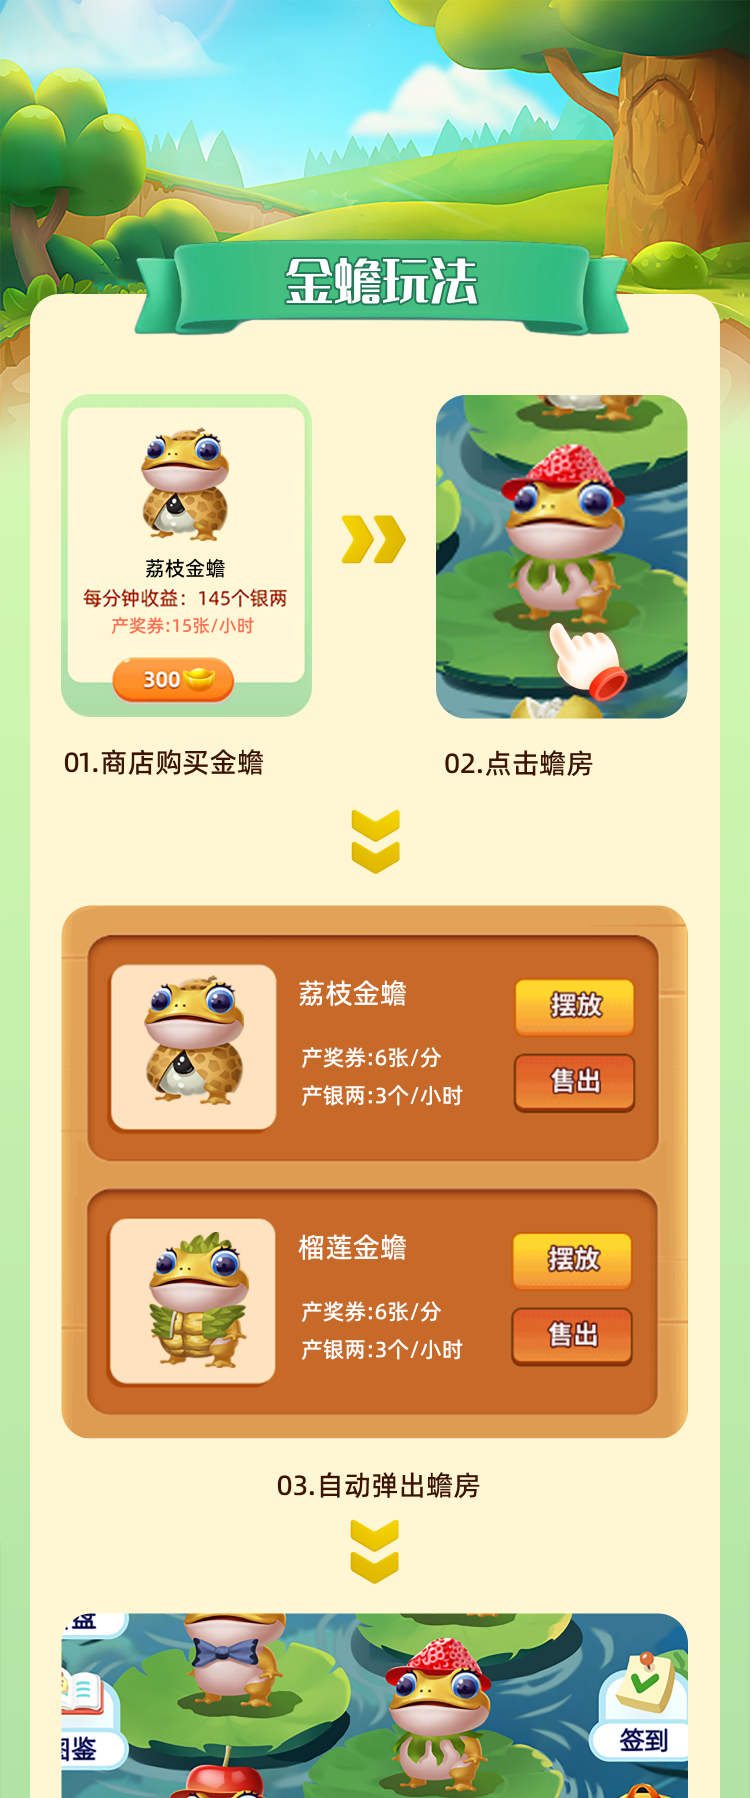 金蟾玩法
荔枝金蟾
每分钟收益：145个银两
产奖券:15张/小时
300
01.商店购买金蟾
02.点击蟾房
荔枝金蟾
产奖券:6张/分
产银两:3个/小时
摆放
售出
榴莲金蟾
产奖券:6张/分
产银两:3个/小时
摆放
售出
03.自动弹出蟾房
盘
图鉴
签到